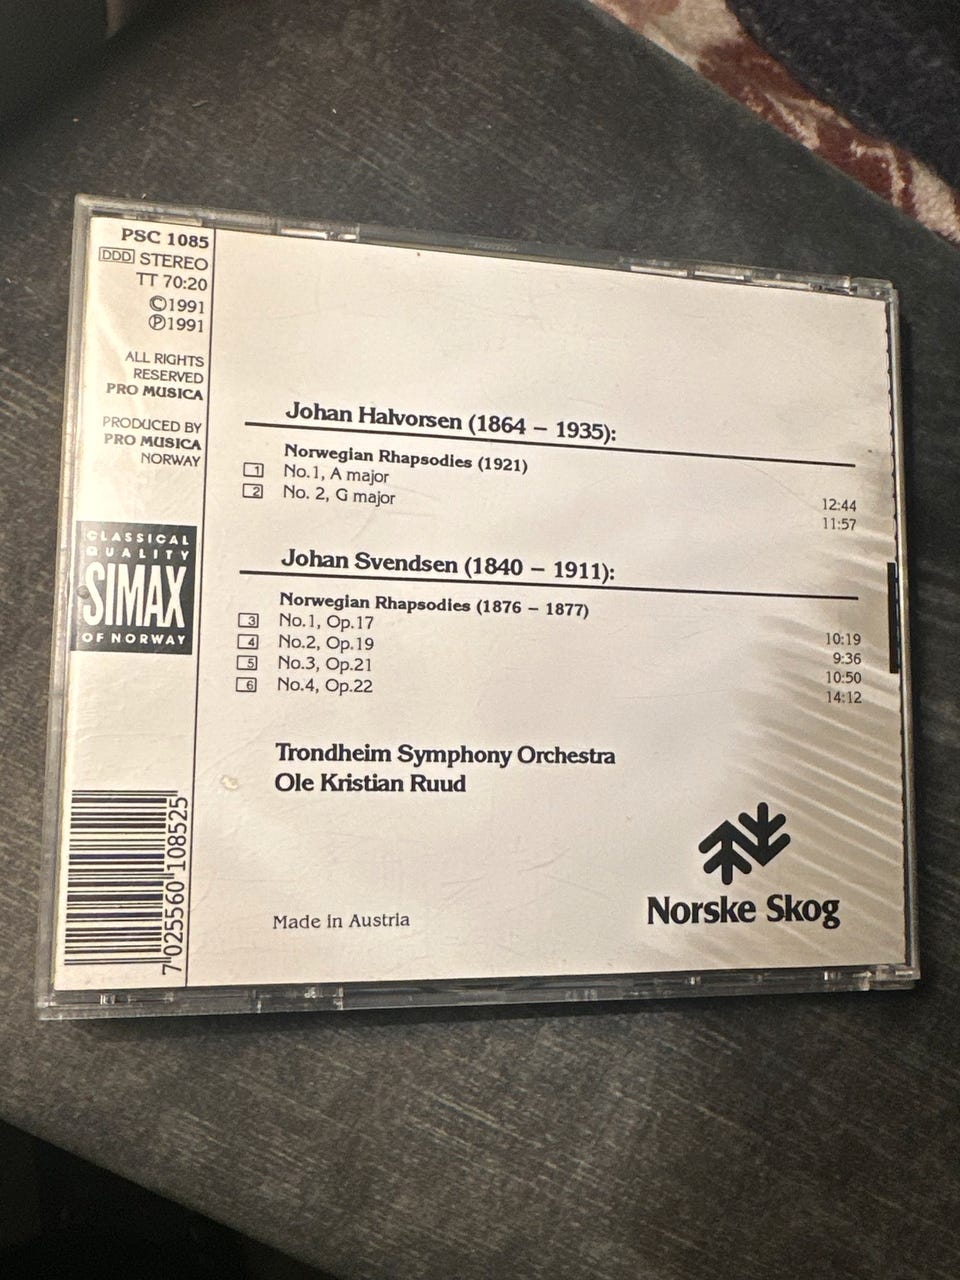 PSC 1085
DDD STEREO
TT 70:20
©1991
℗1991
ALL RIGHTS
RESERVED
PRO MUSICA
PRODUCED BY
PRO MUSICA
NORWAY
CLASSICAL
QUALITY
SIMAX
OF NORWAY
7 025560 108525
Johan Halvorsen (1864 – 1935):
Norwegian Rhapsodies (1921)
1 No.1, A major 12:44
2 No. 2, G major 11:57
Johan Svendsen (1840 – 1911):
Norwegian Rhapsodies (1876 – 1877)
3 No.1, Op.17 10:19
4 No.2, Op.19 9:36
5 No.3, Op.21 10:50
6 No.4, Op.22 14:12
Trondheim Symphony Orchestra
Ole Kristian Ruud
Norske Skog
Made in Austria